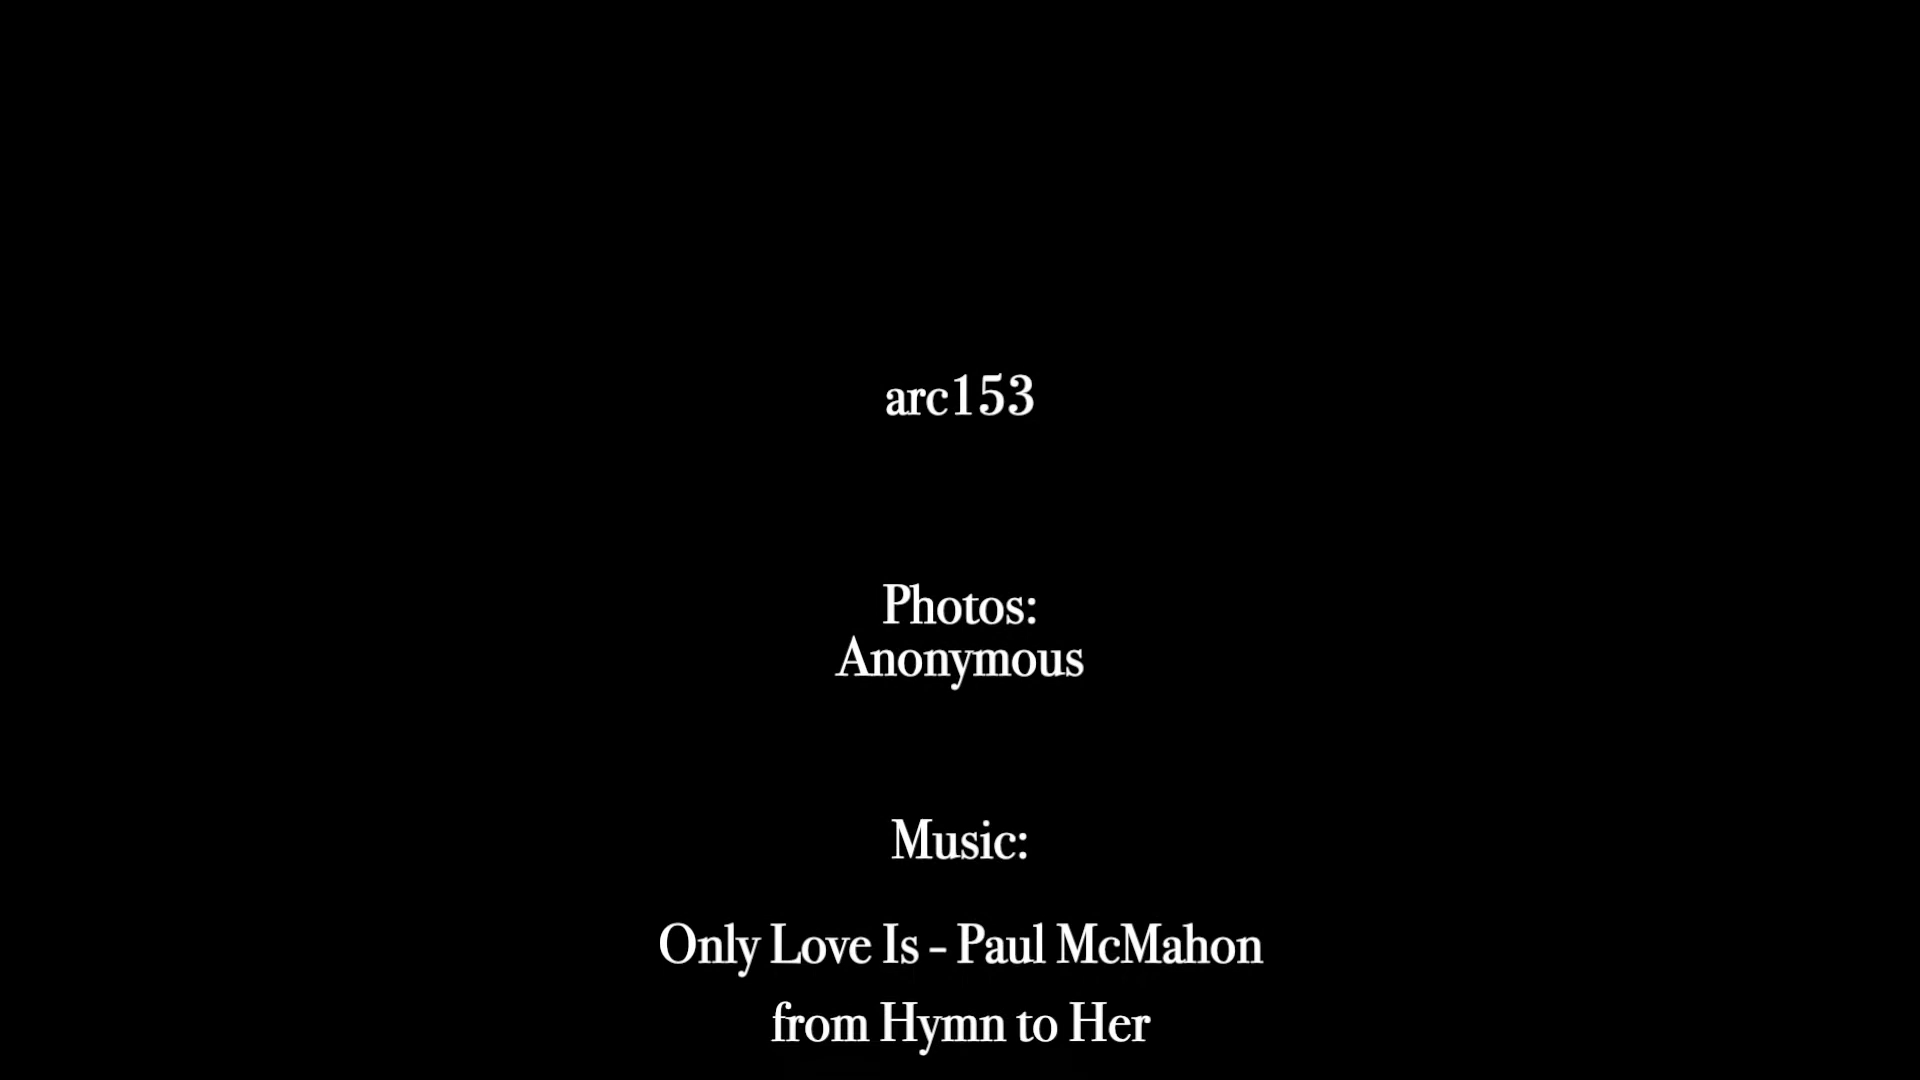 arc153
Photos:
Anonymous
Music:
Only Love Is - Paul McMahon
from Hymn to Her